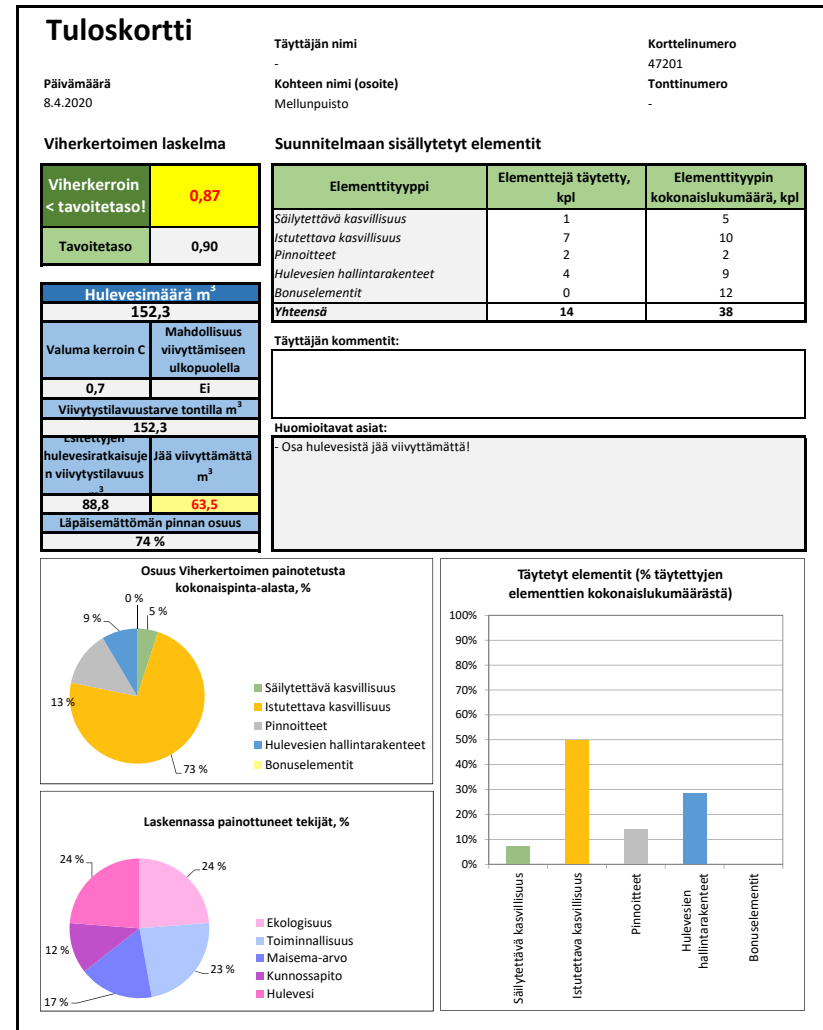 Tuloskortti
Täyttäjän nimi
-
Korttelinumero
47201
Päivämäärä
8.4.2020
Kohteen nimi (osoite)
Mellunpuisto
Tonttinumero
-
Viherkertoimen laskelma
Viherkerroin
< tavoitetaso!
0,87
Tavoitetaso
0,90
Hulevesimäärä m³
152,3
Valuma kerroin C
Mahdollisuus
viivyttämiseen
ulkopuolella
0,7
Ei
Viivytystilavuustarve tontilla m³
152,3
Esitettyjen
hulevesiratkaisuje
n viivytystilavuus
m³
Jää viivyttämättä
m³
88,8
63,5
Läpäisemättömän pinnan osuus
74 %
Suunnitelmaan sisällytetyt elementit
Elementtityyppi
Elementtejä täytetty,
kpl
Elementtityypin
kokonaislukumäärä, kpl
Säilytettävä kasvillisuus 1 5
Istutettava kasvillisuus 7 10
Pinnoitteet 2 2
Hulevesien hallintarakenteet 4 9
Bonuselementit 0 12
Yhteensä 14 38
Täyttäjän kommentit:
Huomioitavat asiat:
- Osa hulevesistä jää viivyttämättä!
Osuus Viherkertoimen painotetusta
kokonaispinta-alasta, %
0 %
5 %
9 %
13 %
73 %
Säilytettävä kasvillisuus
Istutettava kasvillisuus
Pinnoitteet
Hulevesien hallintarakenteet
Bonuselementit
Laskennassa painottuneet tekijät, %
24 %
24 %
12 %
23 %
17 %
Ekologisuus
Toiminnallisuus
Maisema-arvo
Kunnossapito
Hulevesi
Täytetyt elementit (% täytettyjen
elementtien kokonaislukumäärästä)
100%
90%
80%
70%
60%
50%
40%
30%
20%
10%
0%
Säilytettävä kasvillisuus
Istutettava kasvillisuus
Pinnoitteet
Hulevesien
hallintarakenteet
Bonuselementit